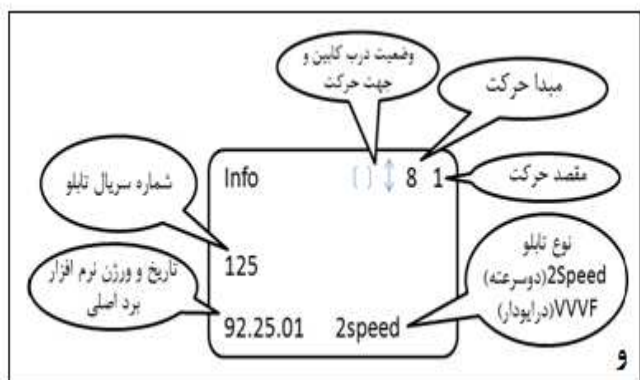 وضعیت درب کابین و
جهت حرکت
مبدا حرکت
مقصد حرکت
Info [ ] ↕ 8 1
شماره سریال تابلو
125
تاریخ و ورژن نرم افزار
برد اصلی
92.25.01 2speed
نوع تابلو
2Speed(دوسرعته)
VVVF(درایودار)
و